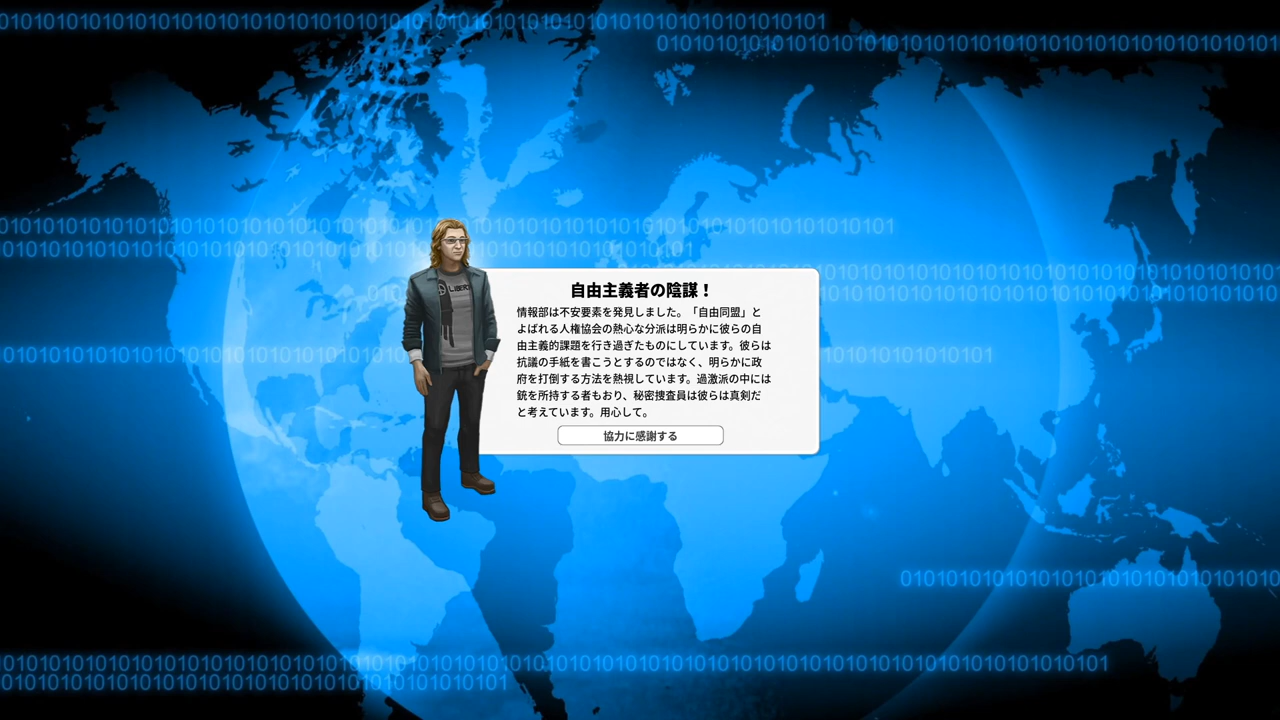 自由主義者の陰謀！
情報部は不安要素を発見しました。「自由同盟」と
よばれる人権協会の熱心な分派は明らかに彼らの自
由主義的課題を行き過ぎたものにしています。彼らは
抗議の手紙を書こうとするのではなく、明らかに政
府を打倒する方法を熱視しています。過激派の中には
銃を所持する者もおり、秘密捜査員は彼らは真剣だ
と考えています。用心して。
協力に感謝する